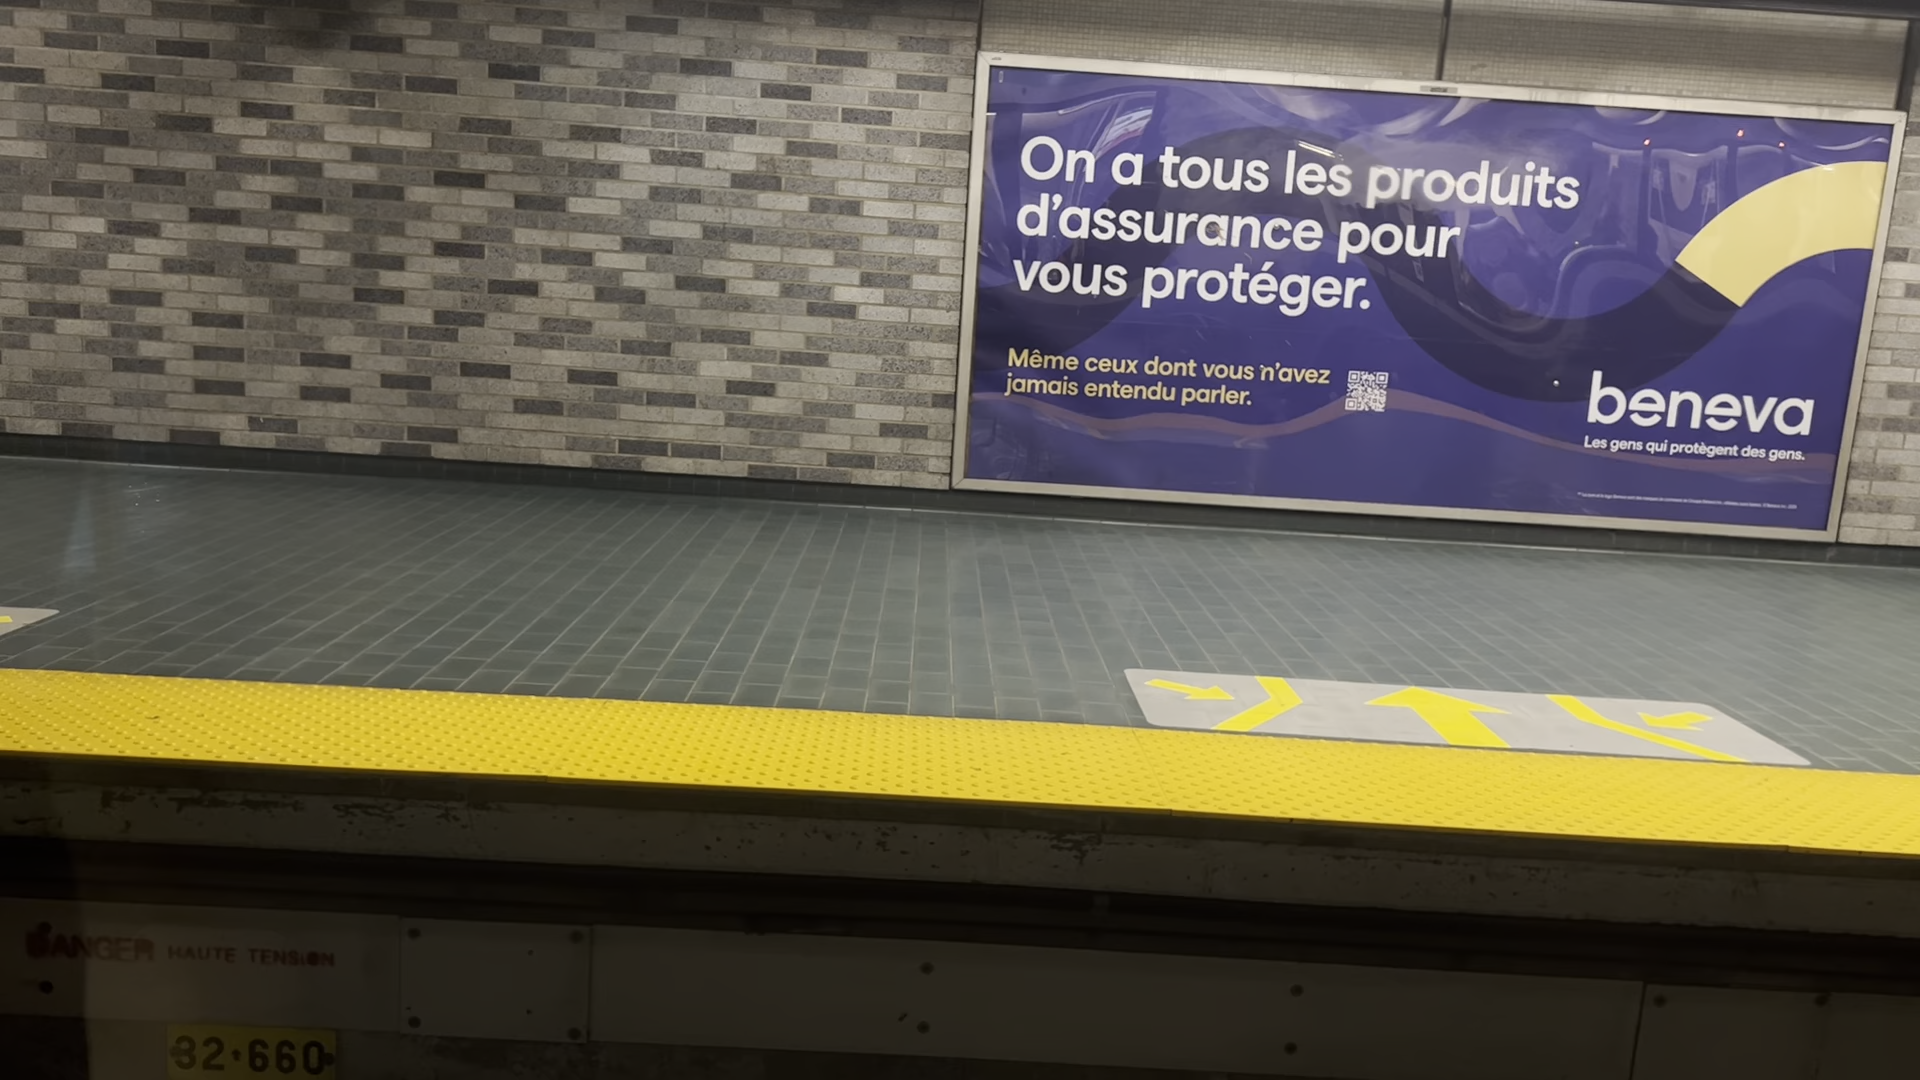 On a tous les produits
d'assurance pour
vous protéger.
Même ceux dont vous n'avez
jamais entendu parler.
beneva
Les gens qui protègent des gens.
DANGER HAUTE TENSION
32·660